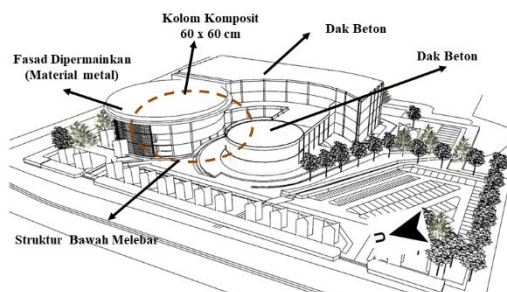 Kolom Komposit
60 x 60 cm
Dak Beton
Dak Beton
Fasad Dipermainkan
(Material metal)
Struktur Bawah Melebar
U